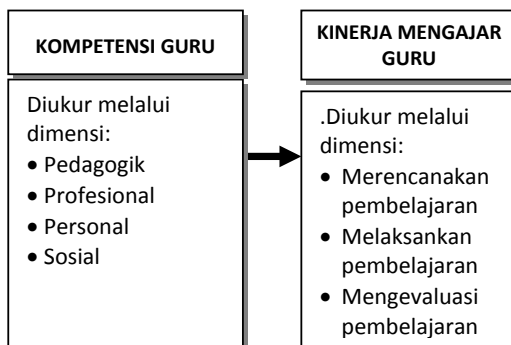 KOMPETENSI GURU
Diukur melalui
dimensi:
• Pedagogik
• Profesional
• Personal
• Sosial
KINERJA MENGAJAR
GURU
.Diukur melalui
dimensi:
• Merencanakan
pembelajaran
• Melaksankan
pembelajaran
• Mengevaluasi
pembelajaran